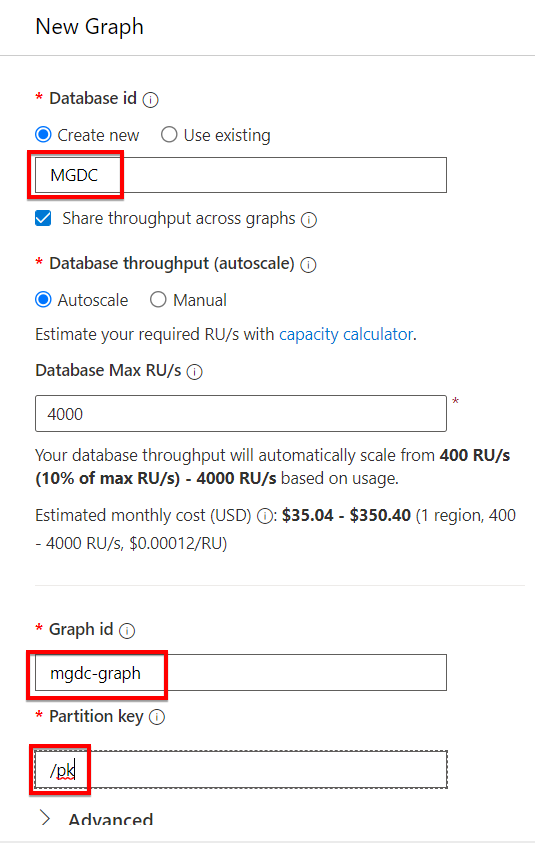 New Graph
* Database id
Create new Use existing
MGDC
Share throughput across graphs
* Database throughput (autoscale)
Autoscale Manual
Estimate your required RU/s with capacity calculator.
Database Max RU/s
4000 *
Your database throughput will automatically scale from 400 RU/s
(10% of max RU/s) - 4000 RU/s based on usage.
Estimated monthly cost (USD) : $35.04 - $350.40 (1 region, 400
- 4000 RU/s, $0.00012/RU)
* Graph id
mgdc-graph
* Partition key
/pk
Advanced